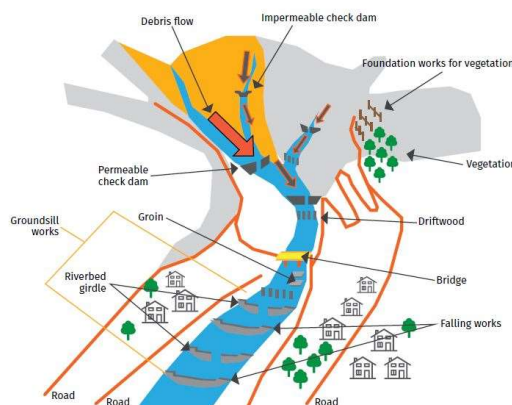 Debris flow
Impermeable check dam
Foundation works
for vegetation
Vegetation
Permeable
check dam
Groin
Groundsill
works
Driftwood
Riverbed
girdle
Bridge
Falling works
Road
Road
Road